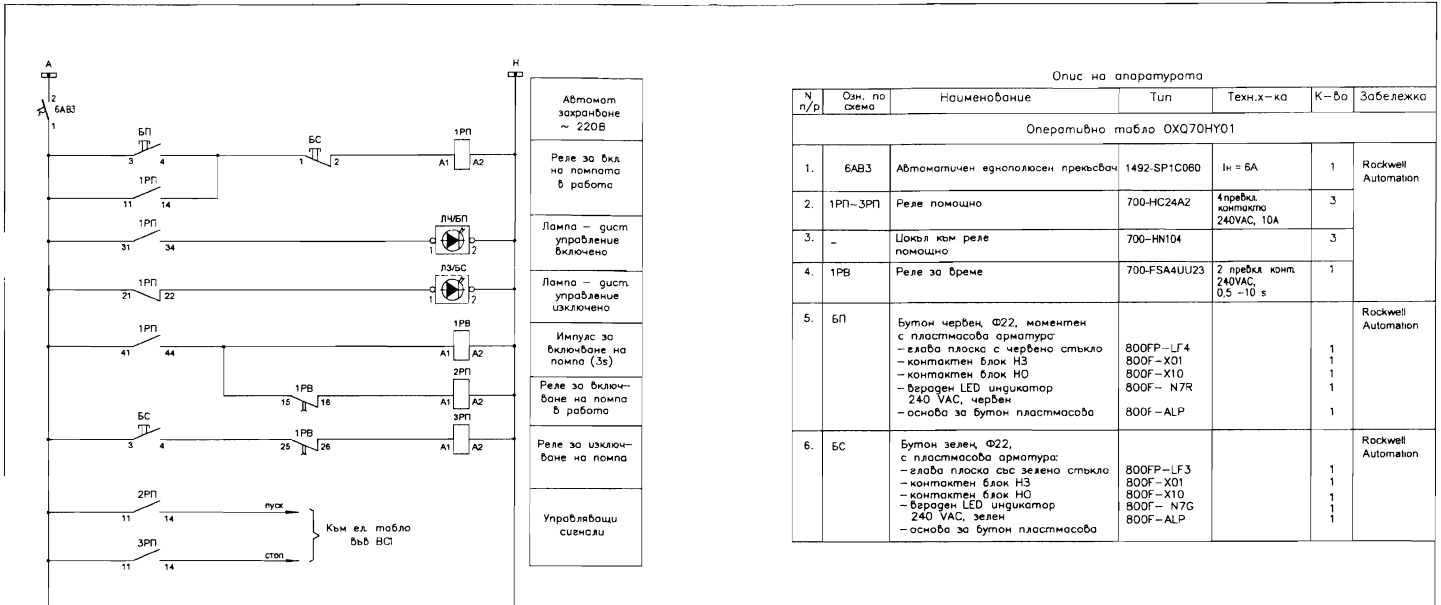 А
Н
2
6АВ3
1
БП
3 4
БС
1 2
1РП
А1 А2
1РП
11 14
1РП
31 34
ЛЧ/БП
1 2
1РП
21 22
ЛЗ/БС
1 2
1РП
41 44
1РВ
А1 А2
1РВ
15 16
2РП
А1 А2
БС
3 4
1РВ
25 26
3РП
А1 А2
2РП
11 14
пуск
3РП
11 14
стоп
Към ел. табло
във ВС1
Автомат
захранване
~ 220В
Реле за вкл.
на помпата
в работа
Лампа – дист.
управление
включено
Лампа – дист.
управление
изключено
Импулс за
включване на
помпа (3s)
Реле за включ–
ване на помпа
в работа
Реле за изключ–
ване на помпа
Управляващи
сигнали
Опис на апаратурата
N п/р Озн. по схема Наименование Тип Техн.х–ка К–во Забележка
Оперативно табло 0XQ70HY01
1. 6АВ3 Автоматичен еднополюсен прекъсвач 1492-SP1C060 Iн = 6А 1 Rockwell
Automation
2. 1РП–3РП Реле помощно 700-HC24A2 4 превкл. 3
контакта
240VAC, 10A
3. – Цокъл към реле 700-HN104 3
помощно
4. 1РВ Реле за време 700-FSA4UU23 2 превкл. конт. 1
240VAC,
0,5 –10 s
5. БП Rockwell
Automation
Бутон червен, Ф22, моментен
с пластмасова арматура:
– глава плоска с червено стъкло 800FP–LF4 1
– контактен блок НЗ 800F–X01 1
– контактен блок НО 800F–X10 1
– вграден LED индикатор 800F– N7R 1
240 VAC, червен
– основа за бутон пластмасова 800F–ALP 1
6. БС Бутон зелен, Ф22, Rockwell
с пластмасова арматура: Automation
– глава плоска със зелено стъкло 800FP–LF3 1
– контактен блок НЗ 800F–X01 1
– контактен блок НО 800F–X10 1
– вграден LED индикатор 800F– N7G 1
240 VAC, зелен 800F–ALP 1
– основа за бутон пластмасова